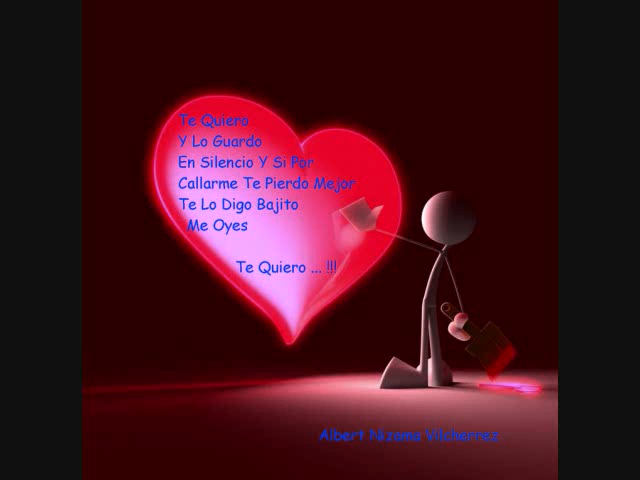 Te Quiero
Y Lo Guardo
En Silencio Y Si Por
Callarme Te Pierdo Mejor
Te Lo Digo Bajito
Me Oyes
Te Quiero ... !!!
Albert Nizama Vilcherrez